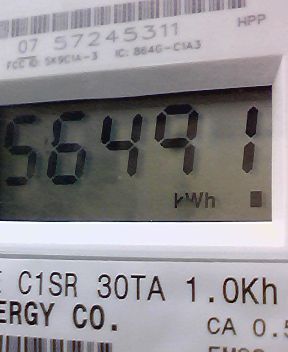 07 57245311
HPP
FCC ID: SK9CIA-3 IC: 864G-C1A3
56491
kWh
E C1SR 30TA 1.0Kh
ERGY CO.
CA 0.5